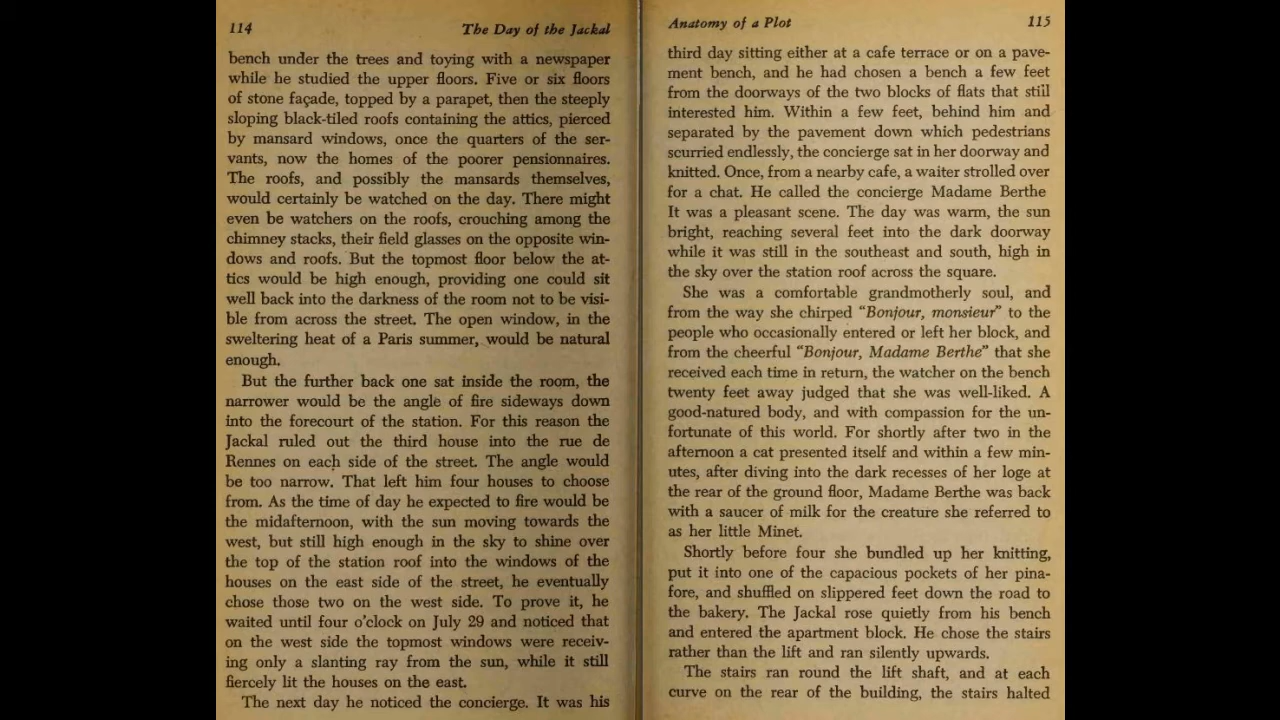 114
The Day of the Jackal
bench under the trees and toying with a newspaper
while he studied the upper floors. Five or six floors
of stone façade, topped by a parapet, then the steeply
sloping black-tiled roofs containing the attics, pierced
by mansard windows, once the quarters of the ser-
vants, now the homes of the poorer pensionnaires.
The roofs, and possibly the mansards themselves,
would certainly be watched on the day. There might
even be watchers on the roofs, crouching among the
chimney stacks, their field glasses on the opposite win-
dows and roofs. But the topmost floor below the at-
tics would be high enough, providing one could sit
well back into the darkness of the room not to be visi-
ble from across the street. The open window, in the
sweltering heat of a Paris summer, would be natural
enough.
But the further back one sat inside the room, the
narrower would be the angle of fire sideways down
into the forecourt of the station. For this reason the
Jackal ruled out the third house into the rue de
Rennes on each side of the street. The angle would
be too narrow. That left him four houses to choose
from. As the time of day he expected to fire would be
the midafternoon, with the sun moving towards the
west, but still high enough in the sky to shine over
the top of the station roof into the windows of the
houses on the east side of the street, he eventually
chose those two on the west side. To prove it, he
waited until four o'clock on July 29 and noticed that
on the west side the topmost windows were receiv-
ing only a slanting ray from the sun, while it still
fiercely lit the houses on the east.
The next day he noticed the concierge. It was his
Anatomy of a Plot
115
third day sitting either at a cafe terrace or on a pave-
ment bench, and he had chosen a bench a few feet
from the doorways of the two blocks of flats that still
interested him. Within a few feet, behind him and
separated by the pavement down which pedestrians
scurried endlessly, the concierge sat in her doorway and
knitted. Once, from a nearby cafe, a waiter strolled over
for a chat. He called the concierge Madame Berthe
It was a pleasant scene. The day was warm, the sun
bright, reaching several feet into the dark doorway
while it was still in the southeast and south, high in
the sky over the station roof across the square.
She was a comfortable grandmotherly soul, and
from the way she chirped "Bonjour, monsieur" to the
people who occasionally entered or left her block, and
from the cheerful "Bonjour, Madame Berthe" that she
received each time in return, the watcher on the bench
twenty feet away judged that she was well-liked. A
good-natured body, and with compassion for the un-
fortunate of this world. For shortly after two in the
afternoon a cat presented itself and within a few min-
utes, after diving into the dark recesses of her loge at
the rear of the ground floor, Madame Berthe was back
with a saucer of milk for the creature she referred to
as her little Minet.
Shortly before four she bundled up her knitting,
put it into one of the capacious pockets of her pina-
fore, and shuffled on slippered feet down the road to
the bakery. The Jackal rose quietly from his bench
and entered the apartment block. He chose the stairs
rather than the lift and ran silently upwards.
The stairs ran round the lift shaft, and at each
curve on the rear of the building, the stairs halted